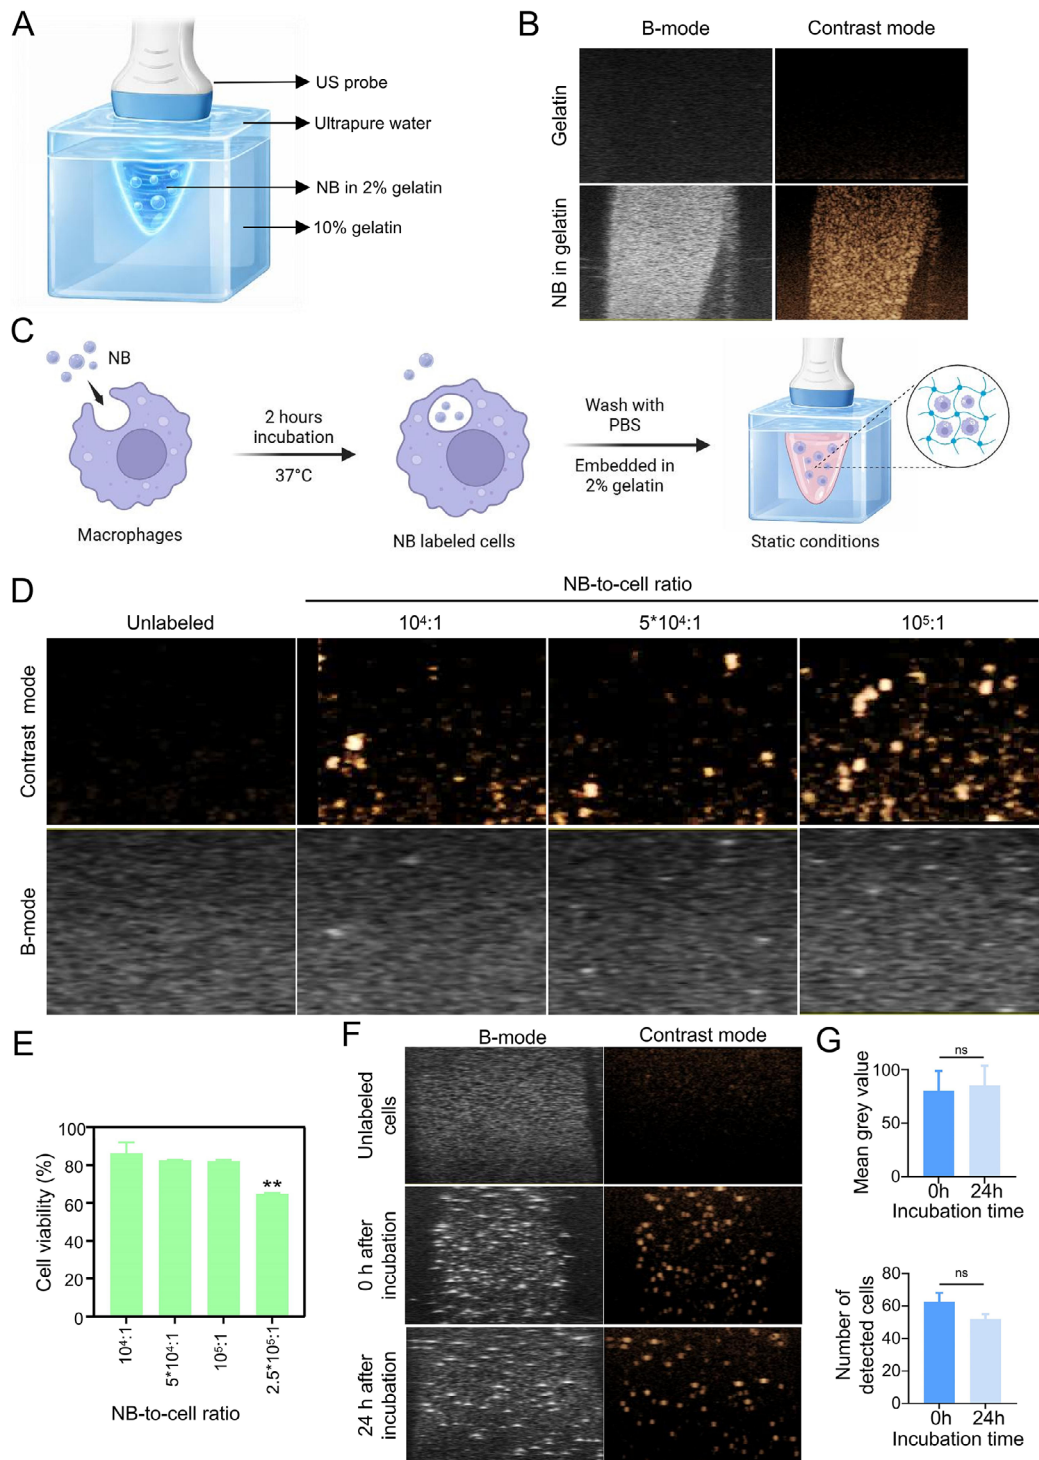 A
US probe
Ultrapure water
NB in 2% gelatin
10% gelatin
B
B-mode
Contrast mode
Gelatin
NB in gelatin
C
NB
Macrophages
2 hours
incubation
37°C
NB labeled cells
Wash with
PBS
Embedded in
2% gelatin
Static conditions
D
NB-to-cell ratio
Unlabeled
10⁴:1
5*10⁴:1
10⁵:1
Contrast mode
B-mode
E
Cell viability (%)
100
80
60
40
20
0
**
10⁴:1
5*10⁴:1
10⁵:1
2.5*10⁵:1
NB-to-cell ratio
F
B-mode
Contrast mode
Unlabeled
cells
0 h after
incubation
24 h after
incubation
G
Mean grey value
100
50
0
ns
0h
24h
Incubation time
Number of
detected cells
80
60
40
20
0
ns
0h
24h
Incubation time